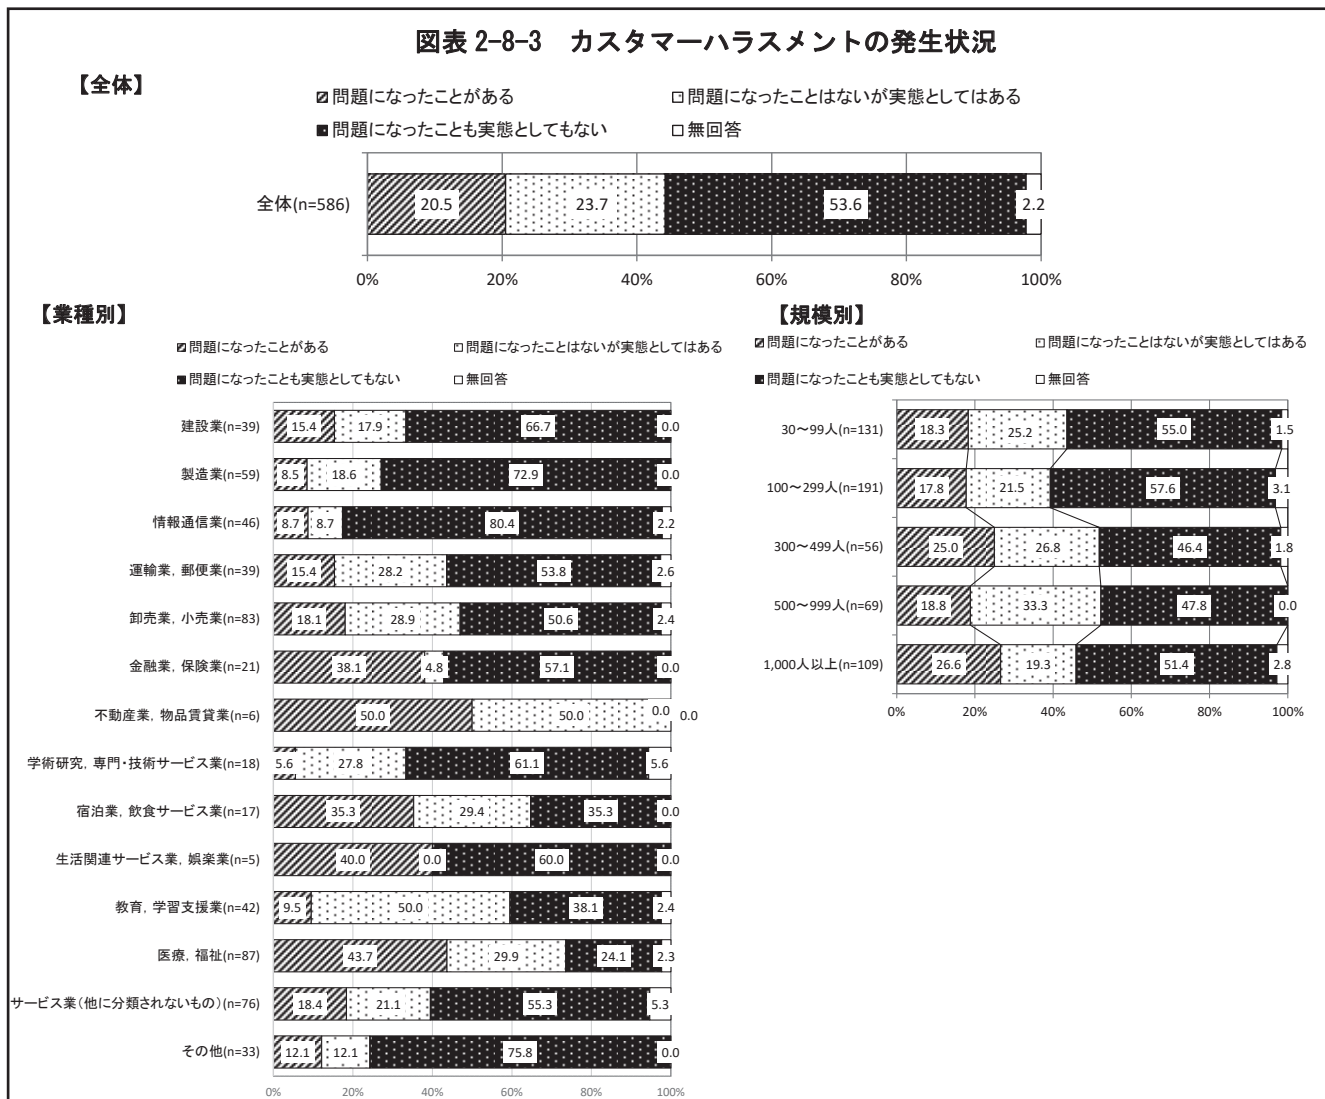 図表 2-8-3　カスタマーハラスメントの発生状況
【全体】
問題になったことがある　問題になったことはないが実態としてはある
問題になったことも実態としてもない　無回答
全体(n=586) 20.5 23.7 53.6 2.2
0% 20% 40% 60% 80% 100%
【業種別】
問題になったことがある　問題になったことはないが実態としてはある
問題になったことも実態としてもない　無回答
建設業(n=39) 15.4 17.9 66.7 0.0
製造業(n=59) 8.5 18.6 72.9 0.0
情報通信業(n=46) 8.7 8.7 80.4 2.2
運輸業，郵便業(n=39) 15.4 28.2 53.8 2.6
卸売業，小売業(n=83) 18.1 28.9 50.6 2.4
金融業，保険業(n=21) 38.1 4.8 57.1 0.0
不動産業，物品賃貸業(n=6) 50.0 50.0 0.0 0.0
学術研究，専門・技術サービス業(n=18) 5.6 27.8 61.1 5.6
宿泊業，飲食サービス業(n=17) 35.3 29.4 35.3 0.0
生活関連サービス業，娯楽業(n=5) 40.0 0.0 60.0 0.0
教育，学習支援業(n=42) 9.5 50.0 38.1 2.4
医療，福祉(n=87) 43.7 29.9 24.1 2.3
サービス業（他に分類されないもの）(n=76) 18.4 21.1 55.3 5.3
その他(n=33) 12.1 12.1 75.8 0.0
0% 20% 40% 60% 80% 100%
【規模別】
問題になったことがある　問題になったことはないが実態としてはある
問題になったことも実態としてもない　無回答
30～99人(n=131) 18.3 25.2 55.0 1.5
100～299人(n=191) 17.8 21.5 57.6 3.1
300～499人(n=56) 25.0 26.8 46.4 1.8
500～999人(n=69) 18.8 33.3 47.8 0.0
1,000人以上(n=109) 26.6 19.3 51.4 2.8
0% 20% 40% 60% 80% 100%